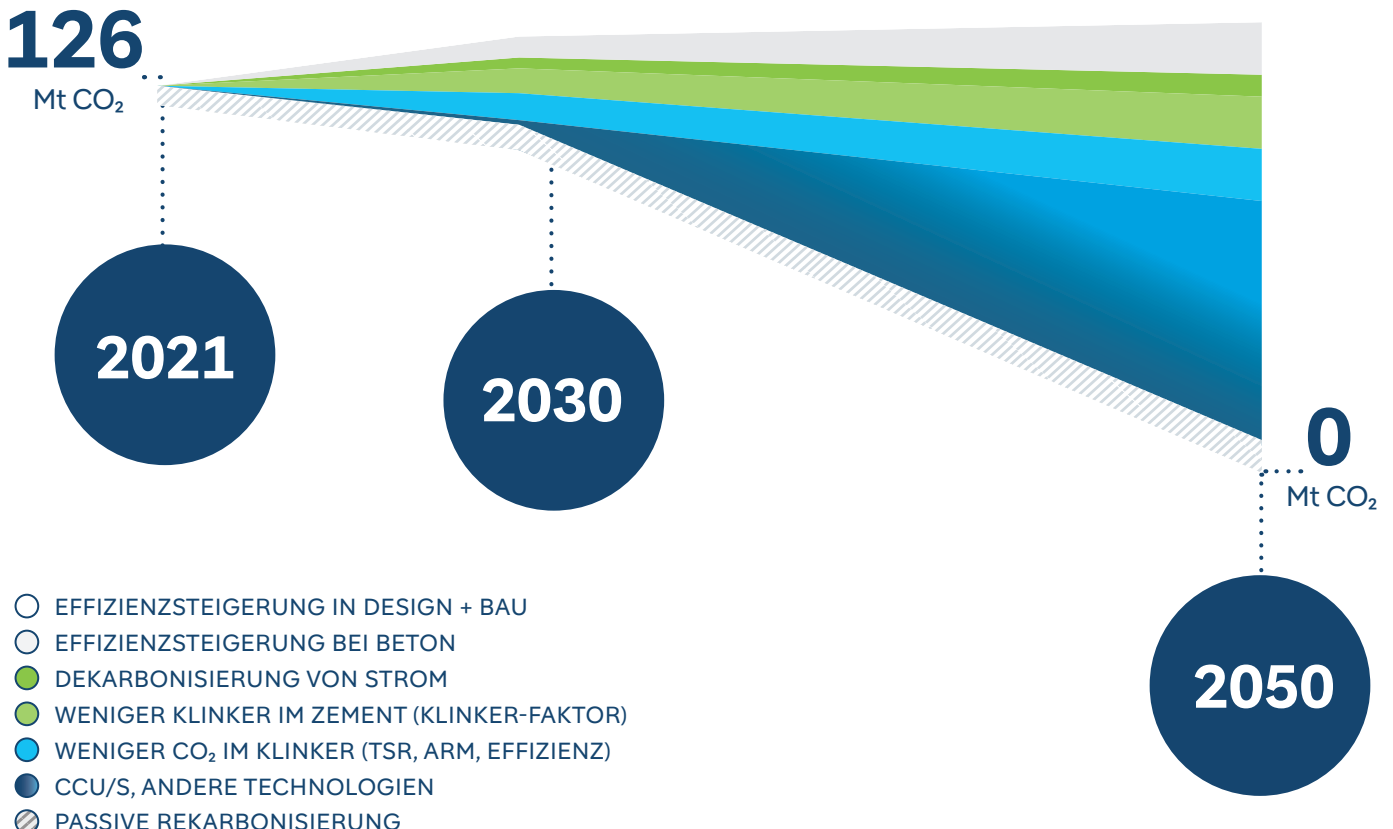 126
Mt CO₂
2021
2030
0
Mt CO₂
2050
EFFIZIENZSTEIGERUNG IN DESIGN + BAU
EFFIZIENZSTEIGERUNG BEI BETON
DEKARBONISIERUNG VON STROM
WENIGER KLINKER IM ZEMENT (KLINKER-FAKTOR)
WENIGER CO₂ IM KLINKER (TSR, ARM, EFFIZIENZ)
CCU/S, ANDERE TECHNOLOGIEN
PASSIVE REKARBONISIERUNG